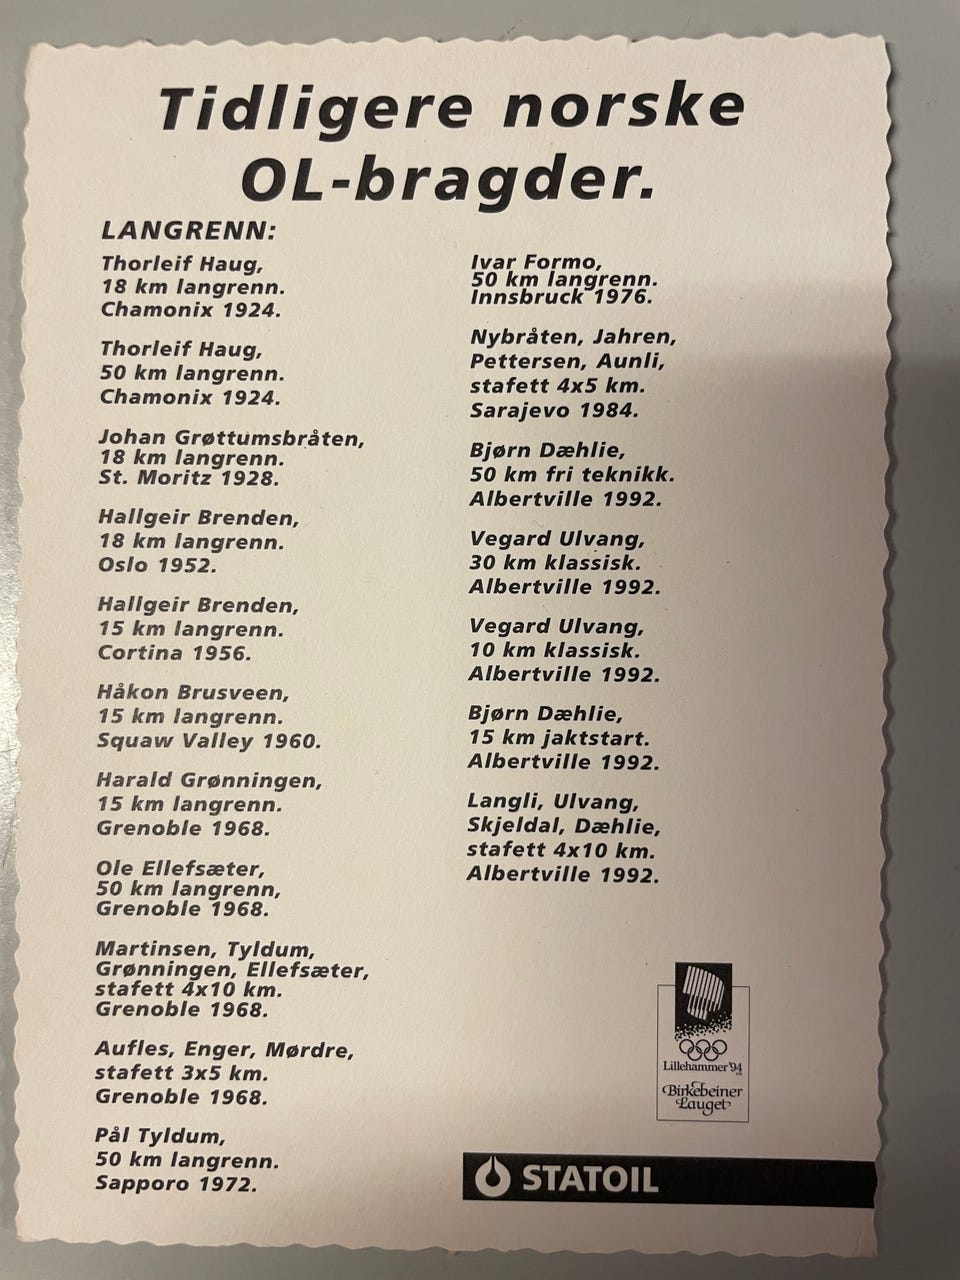 Tidligere norske
OL-bragder.
LANGRENN:
Thorleif Haug,
18 km langrenn.
Chamonix 1924.
Thorleif Haug,
50 km langrenn.
Chamonix 1924.
Johan Grøttumsbråten,
18 km langrenn.
St. Moritz 1928.
Hallgeir Brenden,
18 km langrenn.
Oslo 1952.
Hallgeir Brenden,
15 km langrenn.
Cortina 1956.
Håkon Brusveen,
15 km langrenn.
Squaw Valley 1960.
Harald Grønningen,
15 km langrenn.
Grenoble 1968.
Ole Ellefsæter,
50 km langrenn,
Grenoble 1968.
Martinsen, Tyldum,
Grønningen, Ellefsæter,
stafett 4x10 km.
Grenoble 1968.
Aufles, Enger, Mørdre,
stafett 3x5 km.
Grenoble 1968.
Pål Tyldum,
50 km langrenn.
Sapporo 1972.
Ivar Formo,
50 km langrenn.
Innsbruck 1976.
Nybråten, Jahren,
Pettersen, Aunli,
stafett 4x5 km.
Sarajevo 1984.
Bjørn Dæhlie,
50 km fri teknikk.
Albertville 1992.
Vegard Ulvang,
30 km klassisk.
Albertville 1992.
Vegard Ulvang,
10 km klassisk.
Albertville 1992.
Bjørn Dæhlie,
15 km jaktstart.
Albertville 1992.
Langli, Ulvang,
Skjeldal, Dæhlie,
stafett 4x10 km.
Albertville 1992.
Lillehammer '94
Birkebeiner
Lauget
STATOIL